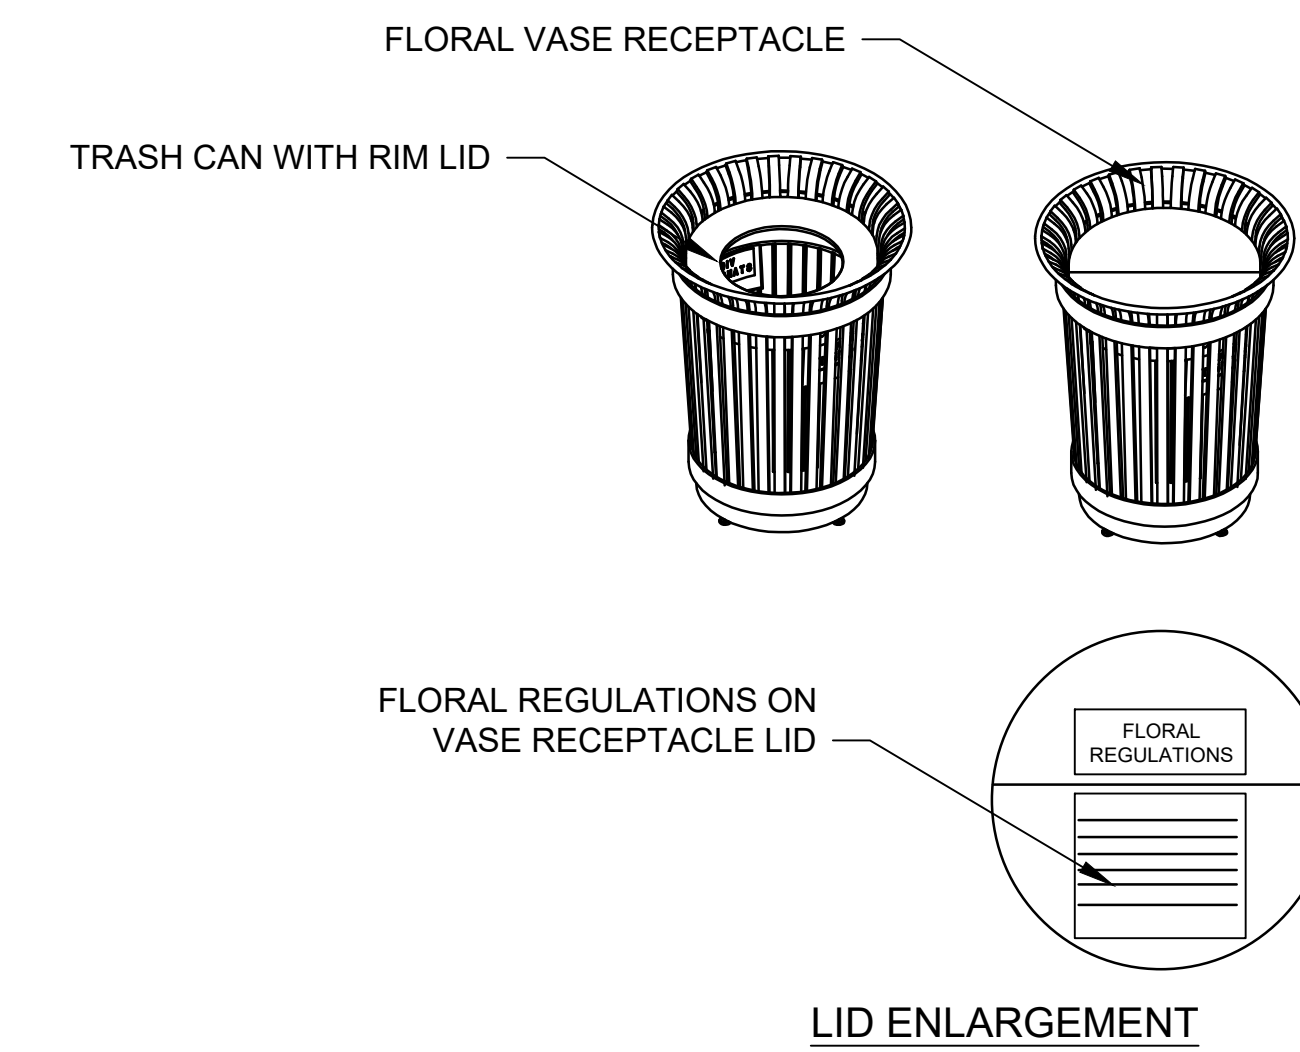 FLORAL VASE RECEPTACLE
TRASH CAN WITH RIM LID
FLORAL REGULATIONS ON
VASE RECEPTACLE LID
FLORAL
REGULATIONS
LID ENLARGEMENT